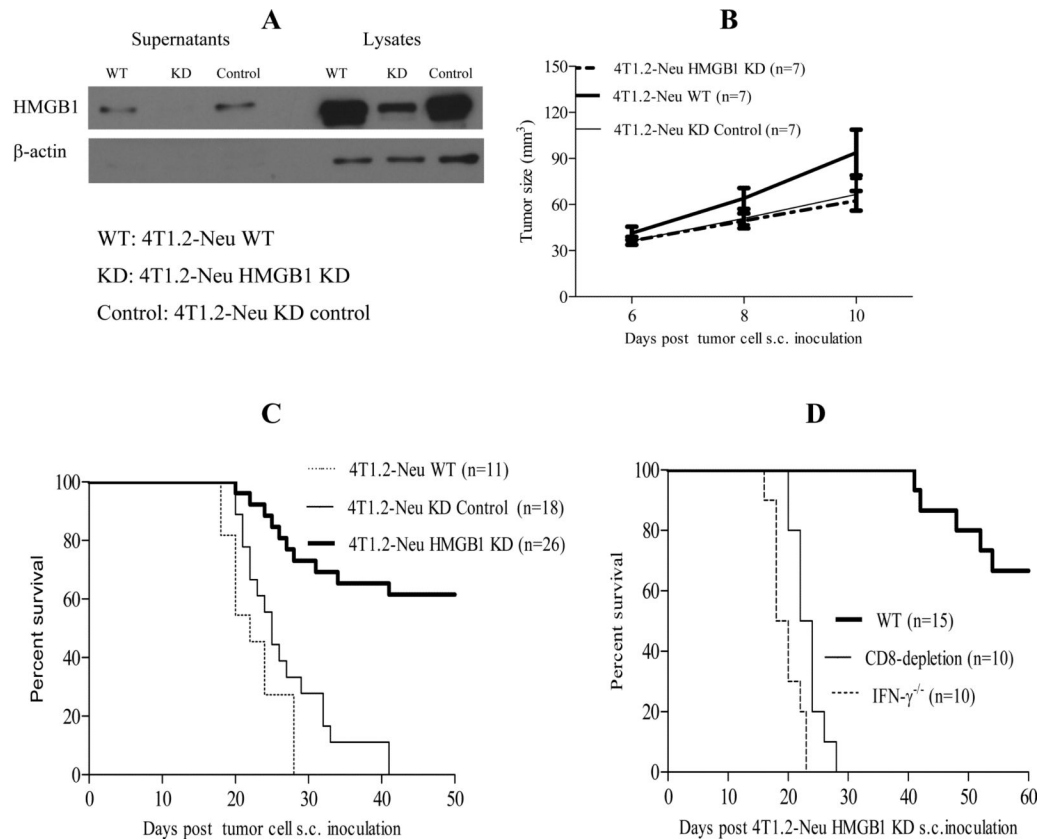 A
Supernatants Lysates
WT KD Control WT KD Control
HMGB1
β-actin
WT: 4T1.2-Neu WT
KD: 4T1.2-Neu HMGB1 KD
Control: 4T1.2-Neu KD control
B
4T1.2-Neu HMGB1 KD (n=7)
4T1.2-Neu WT (n=7)
4T1.2-Neu KD Control (n=7)
Tumor size (mm³)
150
120
90
60
30
0
6 8 10
Days post tumor cell s.c. inoculation
C
4T1.2-Neu WT (n=11)
4T1.2-Neu KD Control (n=18)
4T1.2-Neu HMGB1 KD (n=26)
Percent survival
100
80
60
40
20
0
0 10 20 30 40 50
Days post tumor cell s.c. inoculation
D
WT (n=15)
CD8-depletion (n=10)
IFN-γ⁻/⁻ (n=10)
Percent survival
100
80
60
40
20
0
0 10 20 30 40 50 60
Days post 4T1.2-Neu HMGB1 KD s.c. inoculation